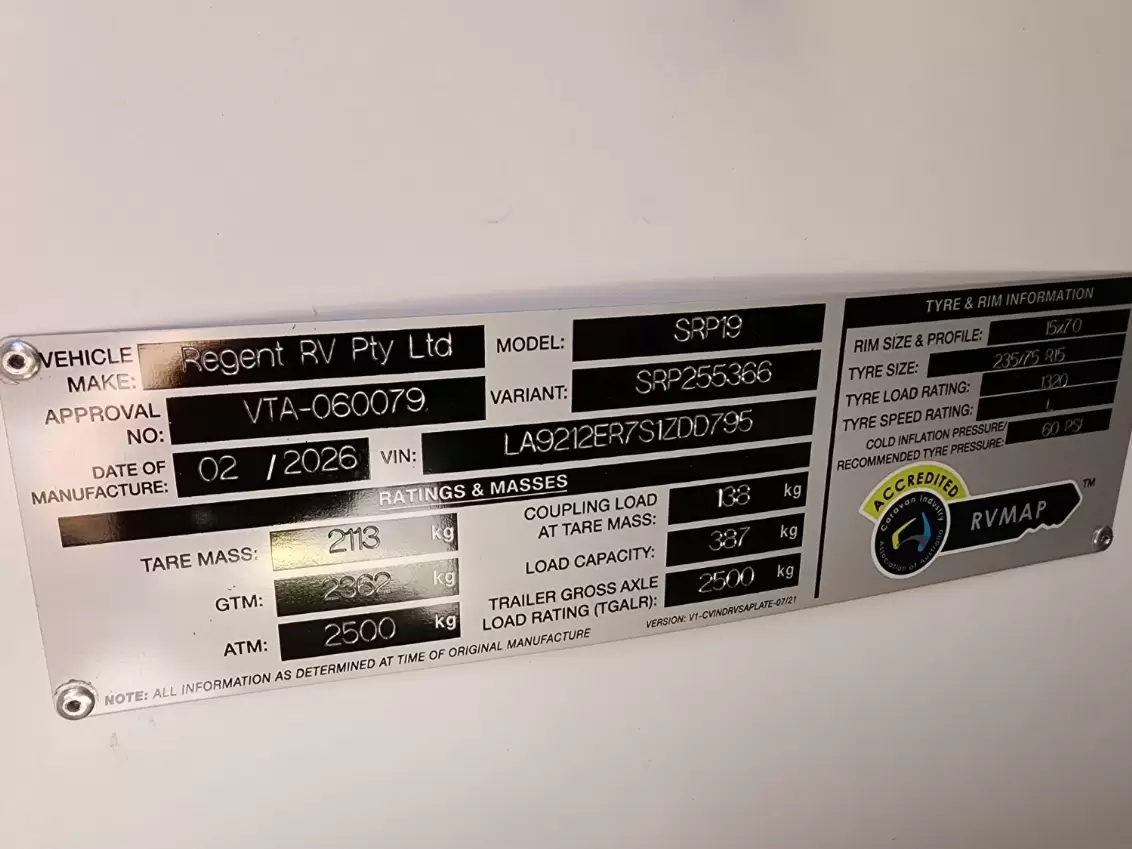 VEHICLE MAKE: Regent RV Pty Ltd
MODEL: SRP19
APPROVAL NO: VTA-060079
VARIANT: SRP255366
DATE OF MANUFACTURE: 02 / 2026
VIN: LA9212ER7S1ZDD795
RATINGS & MASSES
TARE MASS: 2113 kg
GTM: 2362 kg
ATM: 2500 kg
COUPLING LOAD AT TARE MASS: 138 kg
LOAD CAPACITY: 387 kg
TRAILER GROSS AXLE LOAD RATING (TGALR): 2500 kg
VERSION: V1-CVINDRVSAPLATE-07/21
NOTE: ALL INFORMATION AS DETERMINED AT TIME OF ORIGINAL MANUFACTURE
TYRE & RIM INFORMATION
RIM SIZE & PROFILE: 15x7.0
TYRE SIZE: 235/75 R15
TYRE LOAD RATING: 1320
TYRE SPEED RATING: L
COLD INFLATION PRESSURE/ RECOMMENDED TYRE PRESSURE: 60 PSI
ACCREDITED
Caravan Industry Association of Australia
RVMAP™